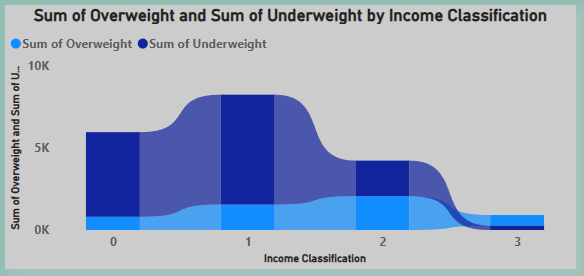 Sum of Overweight and Sum of Underweight by Income Classification
Sum of Overweight Sum of Underweight
Sum of Overweight and Sum of U...
10K
5K
0K
0 1 2 3
Income Classification